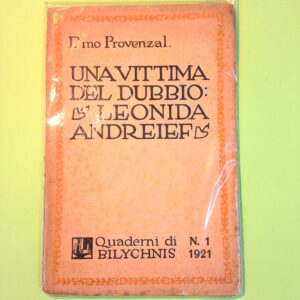 Dino Provenzal.
UNA VITTIMA
DEL DUBBIO:
LEONIDA
ANDREIEF
Quaderni di N. 1
BILYCHNIS 1921